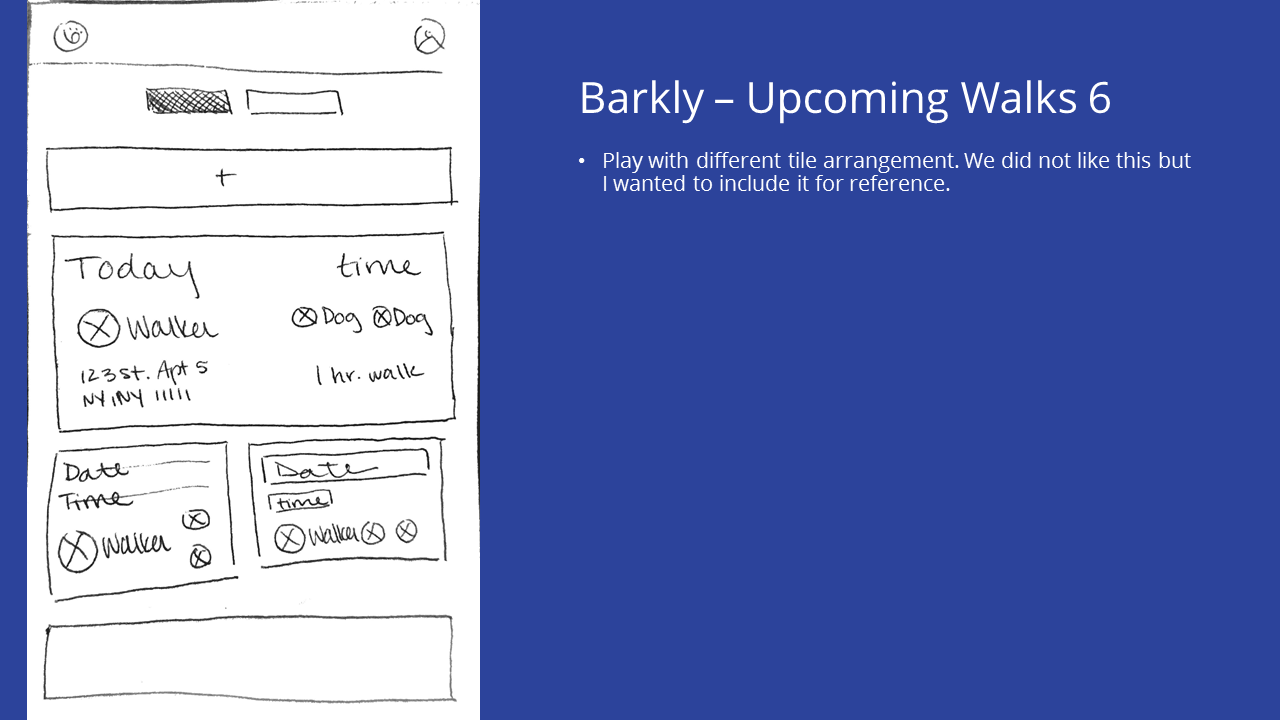 Barkly – Upcoming Walks 6
• Play with different tile arrangement. We did not like this but
I wanted to include it for reference.
+
Today time
Walker Dog Dog
123 St. Apt 5 1 hr. walk
NY, NY 11111
Date
Time
Walker
Date
time
Walker